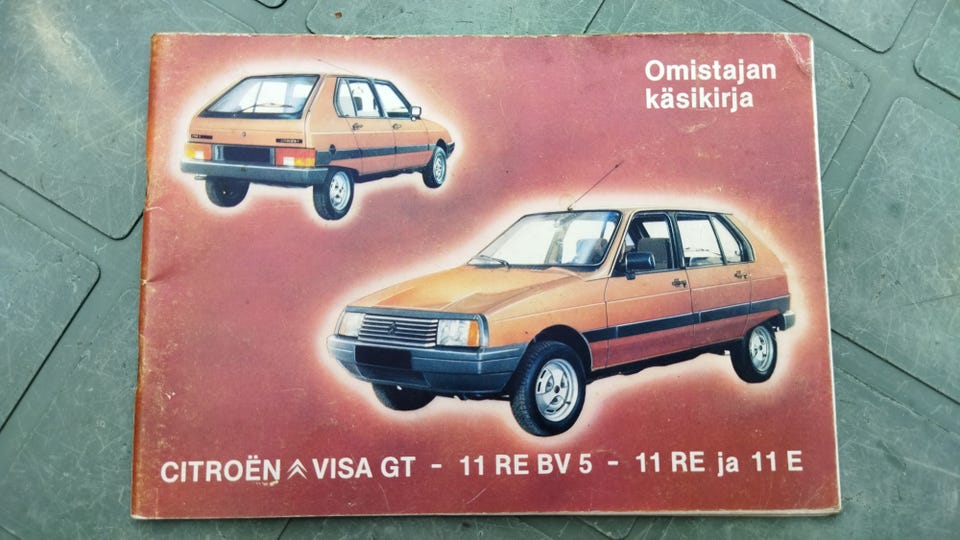 Omistajan
käsikirja
CITROËN VISA GT - 11 RE BV 5 - 11 RE ja 11 E